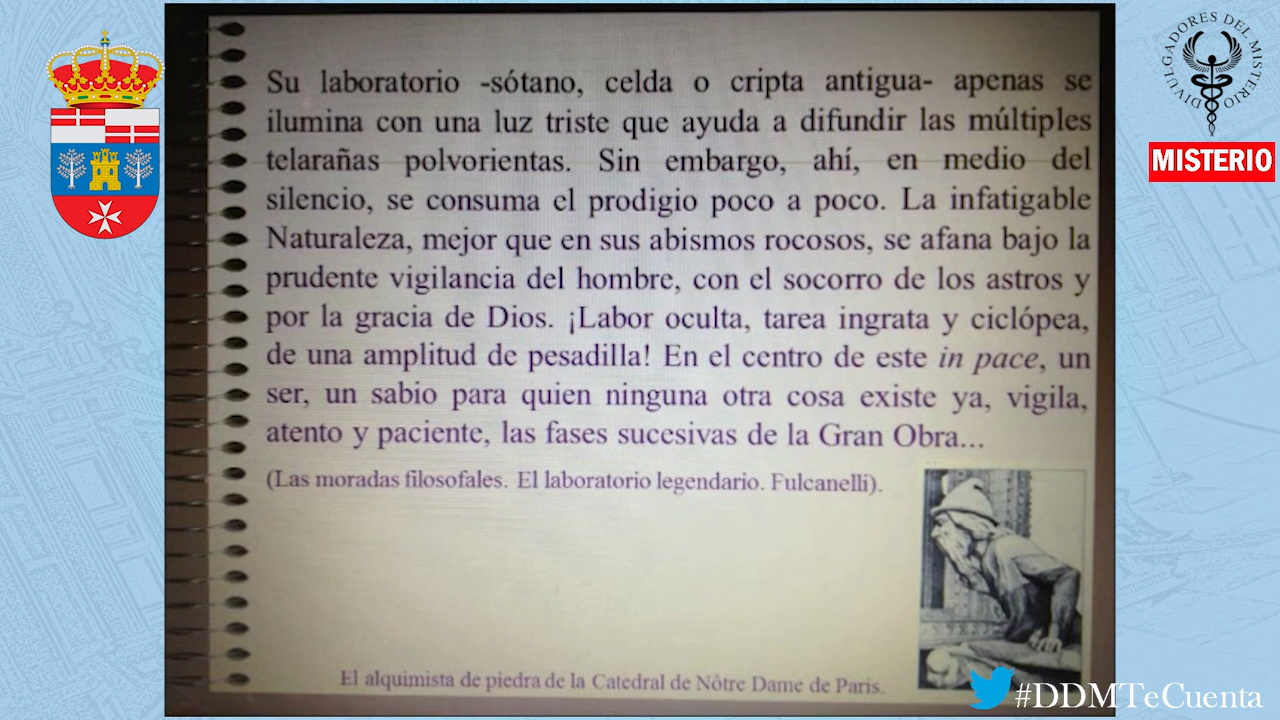 Su laboratorio -sótano, celda o cripta antigua- apenas se
ilumina con una luz triste que ayuda a difundir las múltiples
telarañas polvorientas. Sin embargo, ahí, en medio del
silencio, se consuma el prodigio poco a poco. La infatigable
Naturaleza, mejor que en sus abismos rocosos, se afana bajo la
prudente vigilancia del hombre, con el socorro de los astros y
por la gracia de Dios. ¡Labor oculta, tarea ingrata y ciclópea,
de una amplitud de pesadilla! En el centro de este in pace, un
ser, un sabio para quien ninguna otra cosa existe ya, vigila,
atento y paciente, las fases sucesivas de la Gran Obra...
(Las moradas filosofales. El laboratorio legendario. Fulcanelli).
El alquimista de piedra de la Catedral de Nôtre Dame de Paris.
DIVULGADORES DEL MISTERIO
MISTERIO
#DDMTeCuenta